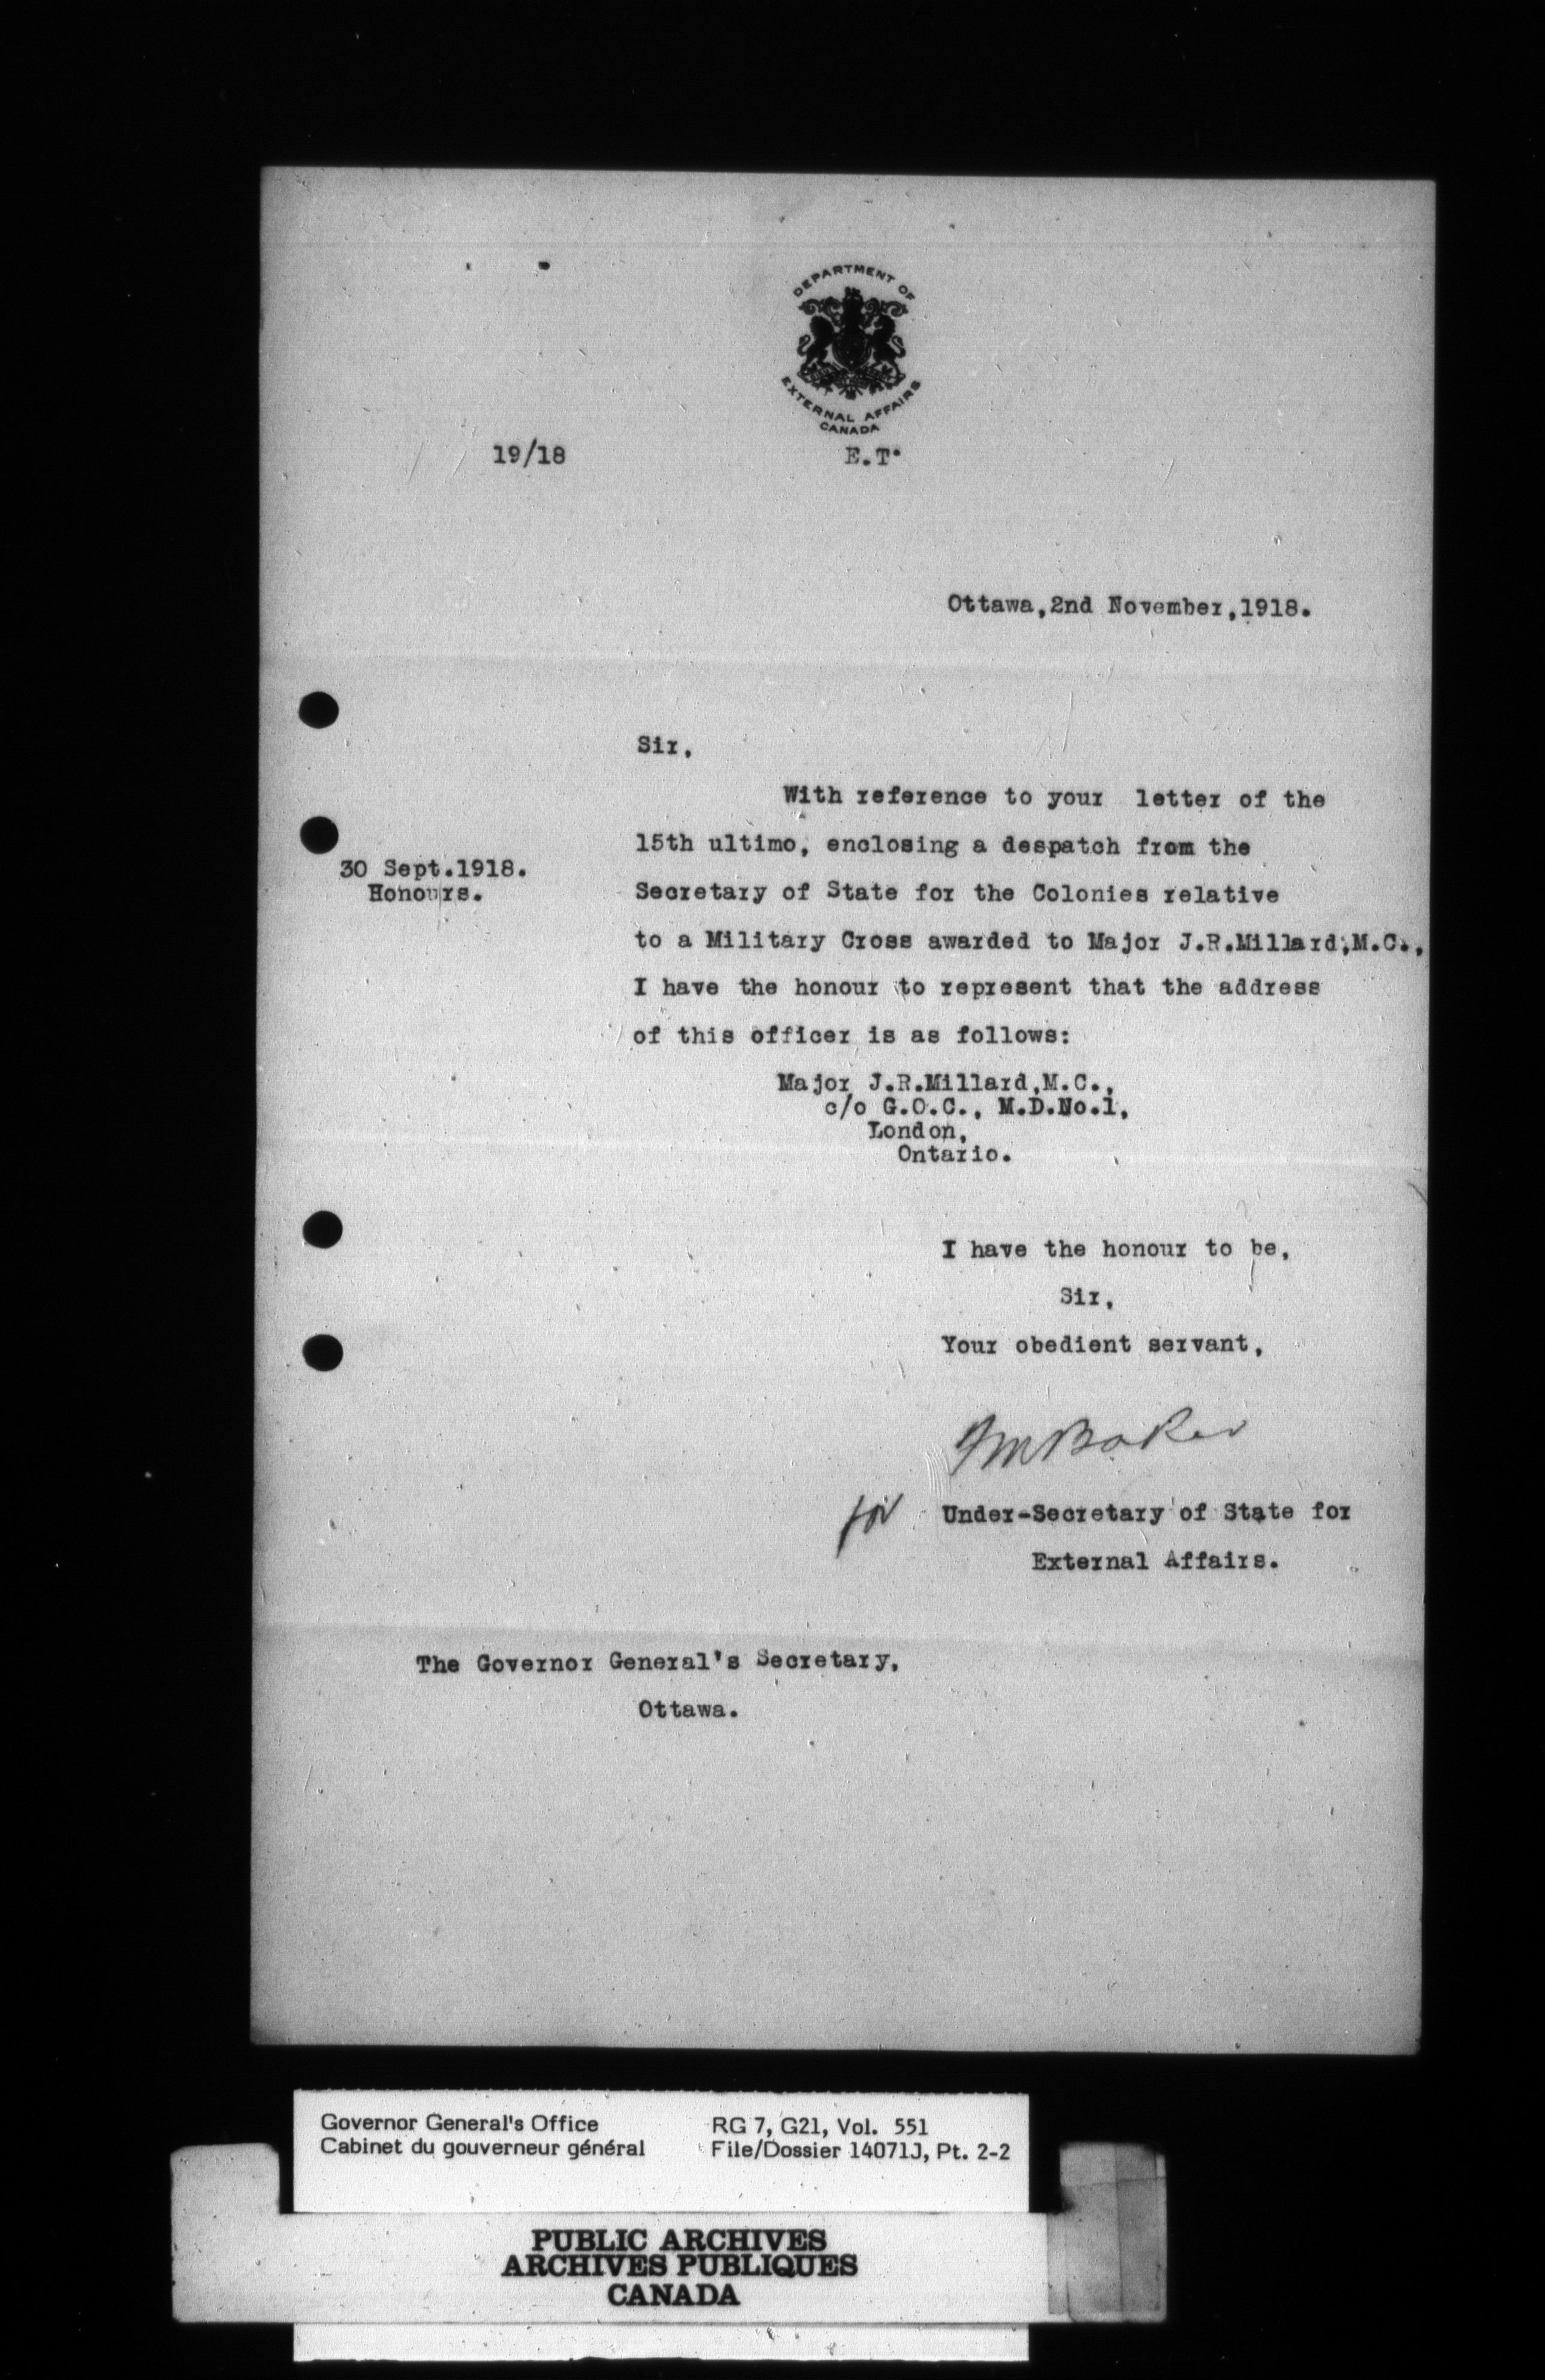 DEPARTMENT OF
EXTERNAL AFFAIRS
CANADA
19/18
E.T.
Ottawa,2nd November,1918.
Sir,
With reference to your letter of the
15th ultimo, enclosing a despatch from the
30 Sept.1918.
Honours.
Secretary of State for the Colonies relative
to a Military Cross awarded to Major J.R.Millard,M.C.,
I have the honour to represent that the address
of this officer is as follows:
Major J.R.Millard,M.C.,
c/o G.O.C., M.D.No.1,
London,
Ontario.
I have the honour to be,
Sir,
Your obedient servant,
Baker
for Under-Secretary of State for
External Affairs.
The Governor General's Secretary,
Ottawa.
Governor General's Office RG 7, G21, Vol. 551
Cabinet du gouverneur général File/Dossier 14071J, Pt. 2-2
PUBLIC ARCHIVES
ARCHIVES PUBLIQUES
CANADA